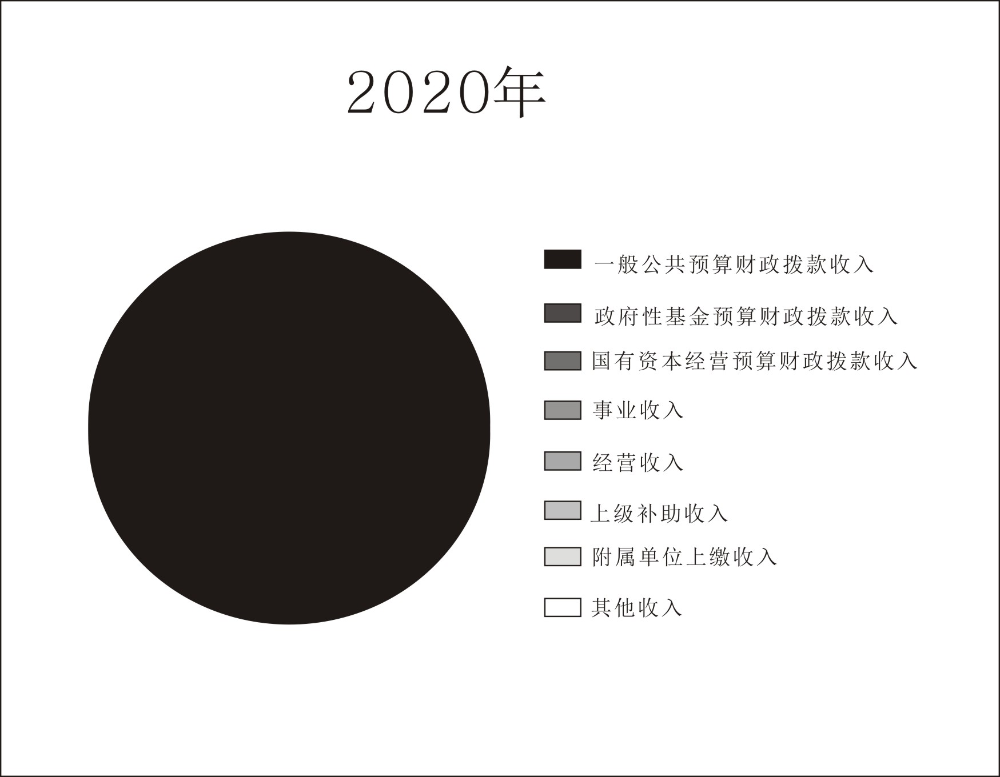 2020年
一般公共预算财政拨款收入
政府性基金预算财政拨款收入
国有资本经营预算财政拨款收入
事业收入
经营收入
上级补助收入
附属单位上缴收入
其他收入